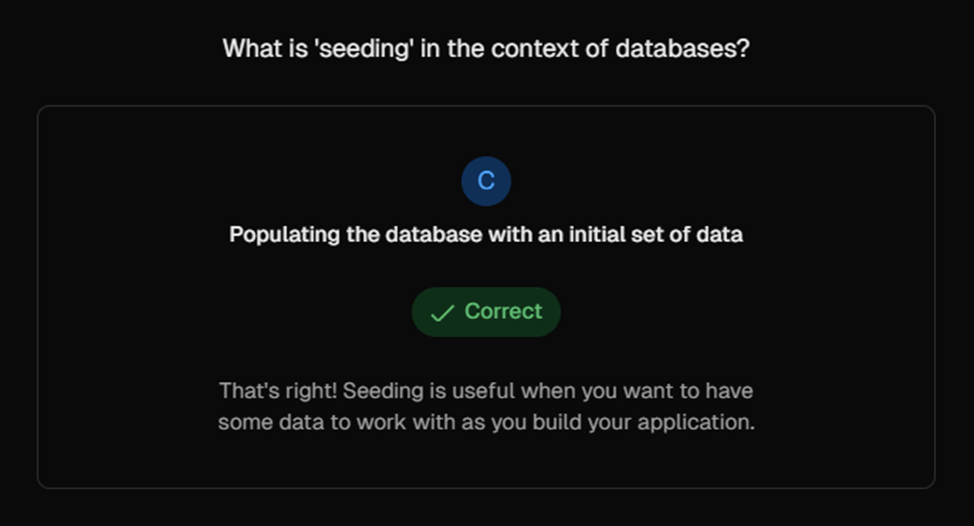 What is 'seeding' in the context of databases?
C
Populating the database with an initial set of data
Correct
That's right! Seeding is useful when you want to have
some data to work with as you build your application.